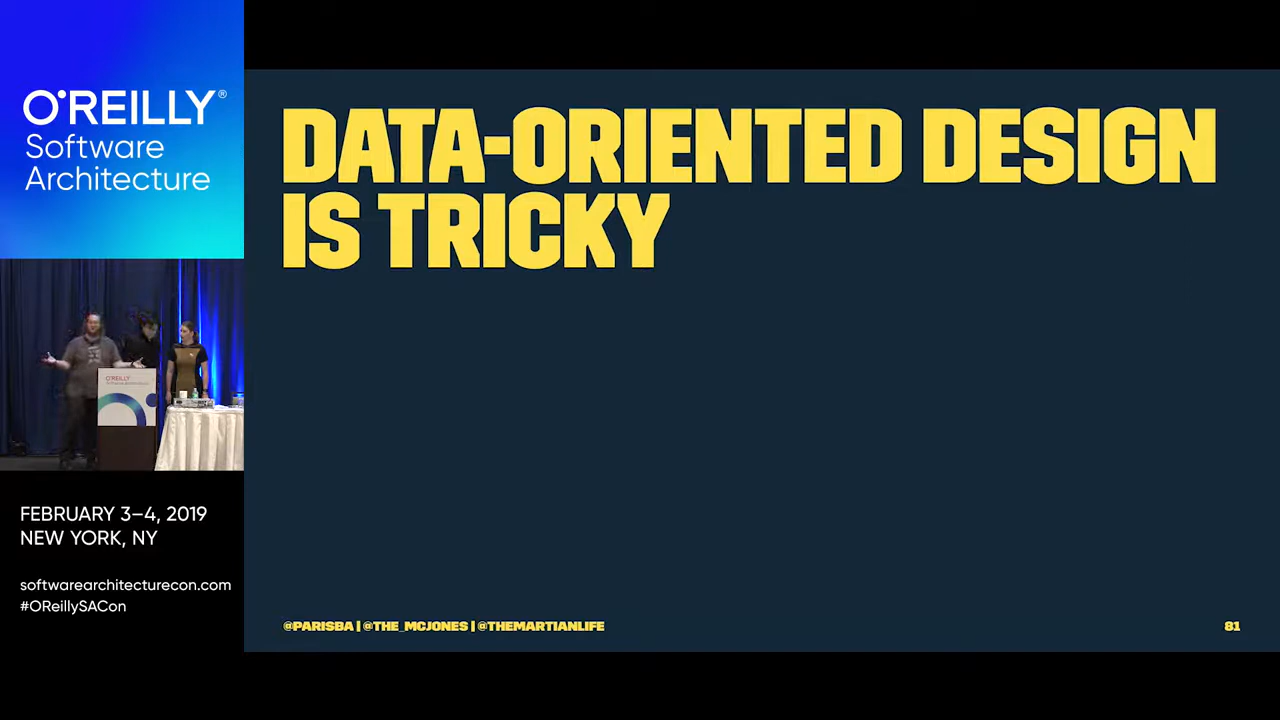 O'REILLY®
Software
Architecture
DATA-ORIENTED DESIGN
IS TRICKY
O'REILLY
FEBRUARY 3–4, 2019
NEW YORK, NY
softwarearchitecturecon.com
#OReillySACon
@PARISBA | @THE_MCJONES | @THEMARTIANLIFE
81